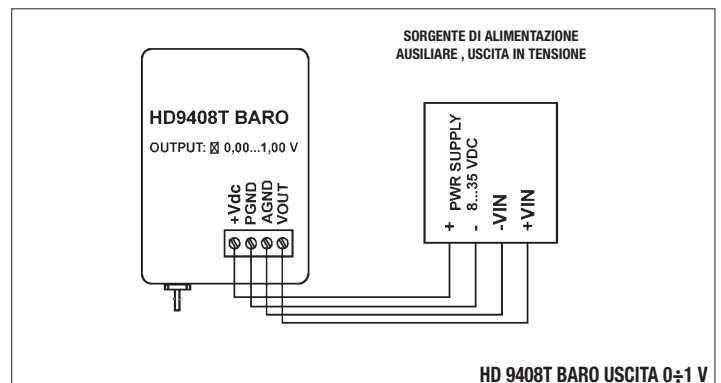 SORGENTE DI ALIMENTAZIONE
AUSILIARE , USCITA IN TENSIONE
HD9408T BARO
OUTPUT: ☒ 0,00...1,00 V
+Vdc
PGND
AGND
VOUT
+ PWR SUPPLY
- 8...35 VDC
-VIN
+VIN
HD 9408T BARO USCITA 0÷1 V